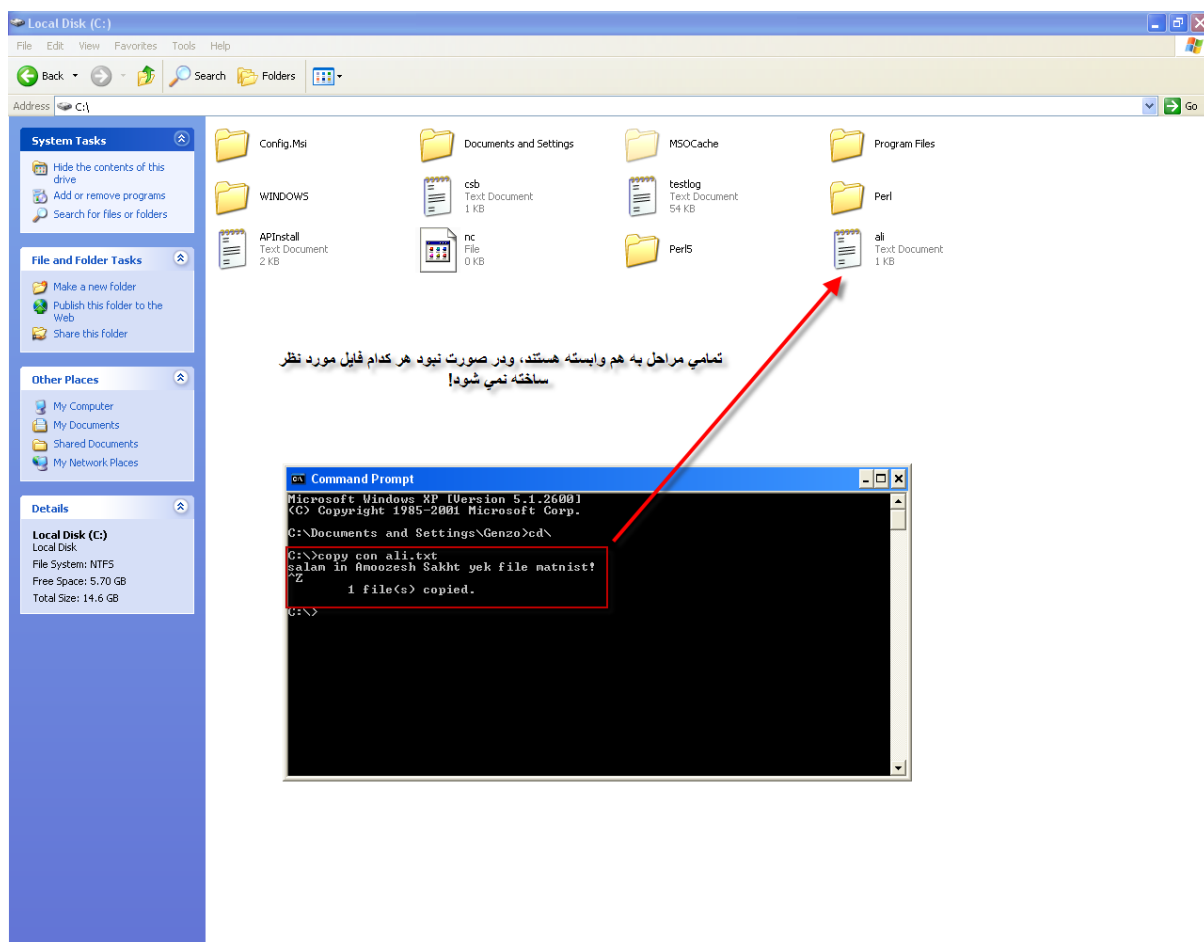 Local Disk (C:)
File Edit View Favorites Tools Help
Back Search Folders
Address C:\ Go
System Tasks
Hide the contents of this
drive
Add or remove programs
Search for files or folders
File and Folder Tasks
Make a new folder
Publish this folder to the
Web
Share this folder
Other Places
My Computer
My Documents
Shared Documents
My Network Places
Details
Local Disk (C:)
Local Disk
File System: NTFS
Free Space: 5.70 GB
Total Size: 14.6 GB
Config.Msi
Documents and Settings
MSOCache
Program Files
WINDOWS
csb
Text Document
1 KB
testlog
Text Document
54 KB
Perl
APInstall
Text Document
2 KB
nc
File
0 KB
Perl5
ali
Text Document
1 KB
تمامي مراحل به هم وابسته هستند، ودر صورت نبود هر كدام فايل مورد نظر
ساخته نمي شود!
Command Prompt
Microsoft Windows XP [Version 5.1.2600]
(C) Copyright 1985-2001 Microsoft Corp.
C:\Documents and Settings\Genzo>cd\
C:\>copy con ali.txt
salam in Amoozesh Sakht yek file matnist!
^Z
1 file(s) copied.
C:\>